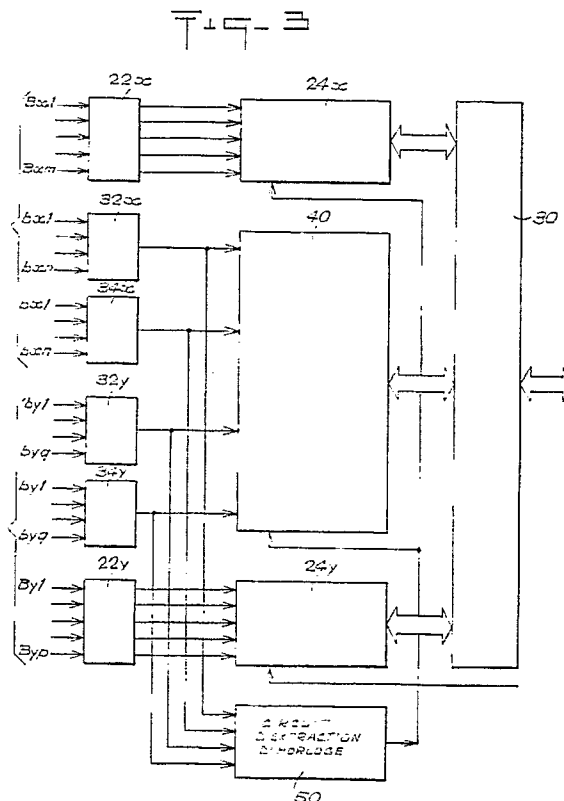 Fig_3
22x
24x
Bx1
30
Bxm
32x
40
bx1
bxn
34x
bx1
bxn
32y
by1
byq
34y
by1
byq
22y
24y
By1
Byp
CIRCUIT
D'EXTRACTION
D'HORLOGE
50